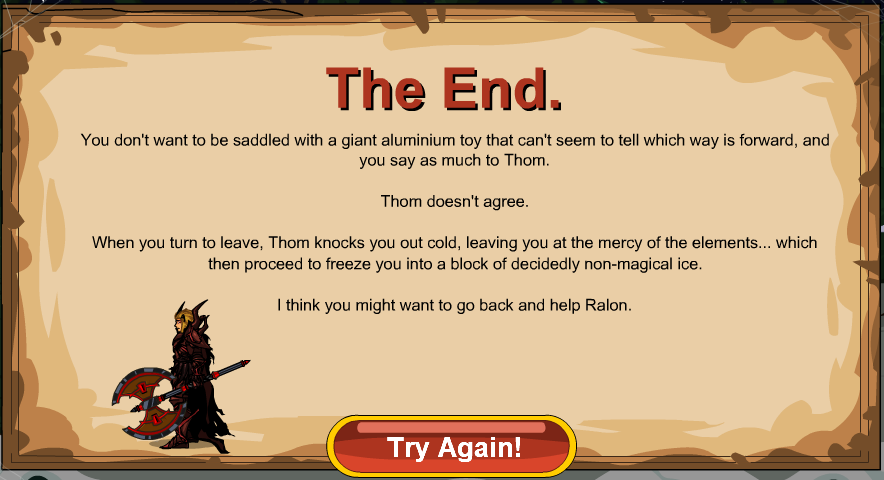 The End.
You don't want to be saddled with a giant aluminium toy that can't seem to tell which way is forward, and
you say as much to Thorn.
Thorn doesn't agree.
When you turn to leave, Thorn knocks you out cold, leaving you at the mercy of the elements... which
then proceed to freeze you into a block of decidedly non-magical ice.
I think you might want to go back and help Ralon.
Try Again!